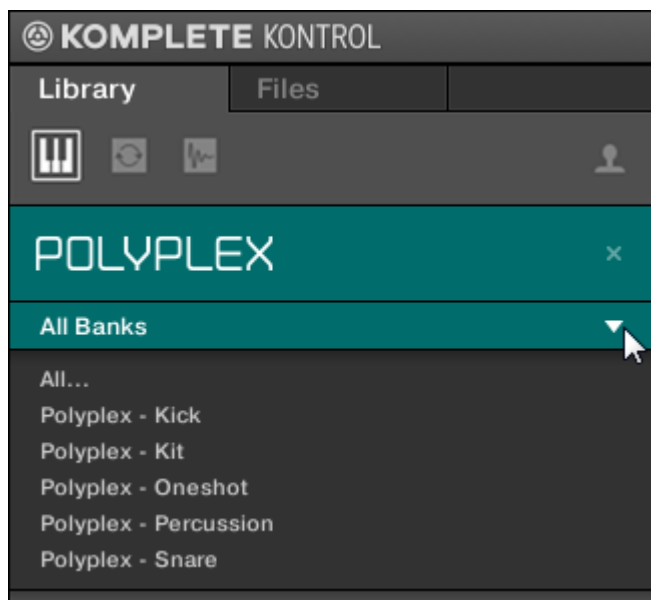 KOMPLETE KONTROL
Library Files
POLYPLEX
All Banks
All...
Polyplex - Kick
Polyplex - Kit
Polyplex - Oneshot
Polyplex - Percussion
Polyplex - Snare